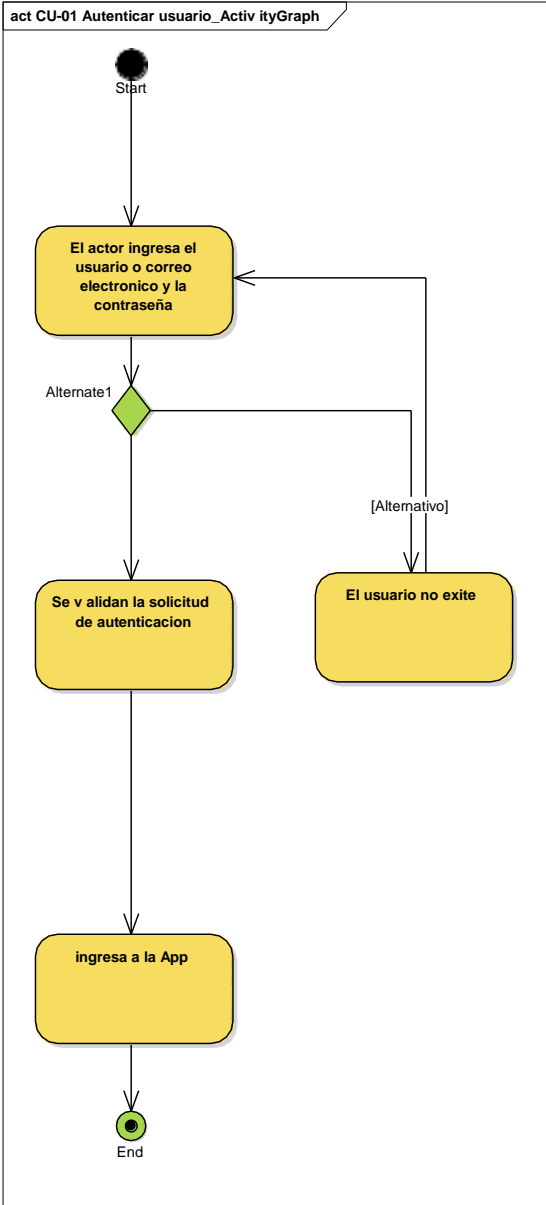 act CU-01 Autenticar usuario_Activ ityGraph
Start
El actor ingresa el
usuario o correo
electronico y la
contraseña
Alternate1
[Alternativo]
Se v alidan la solicitud
de autenticacion
El usuario no exite
ingresa a la App
End